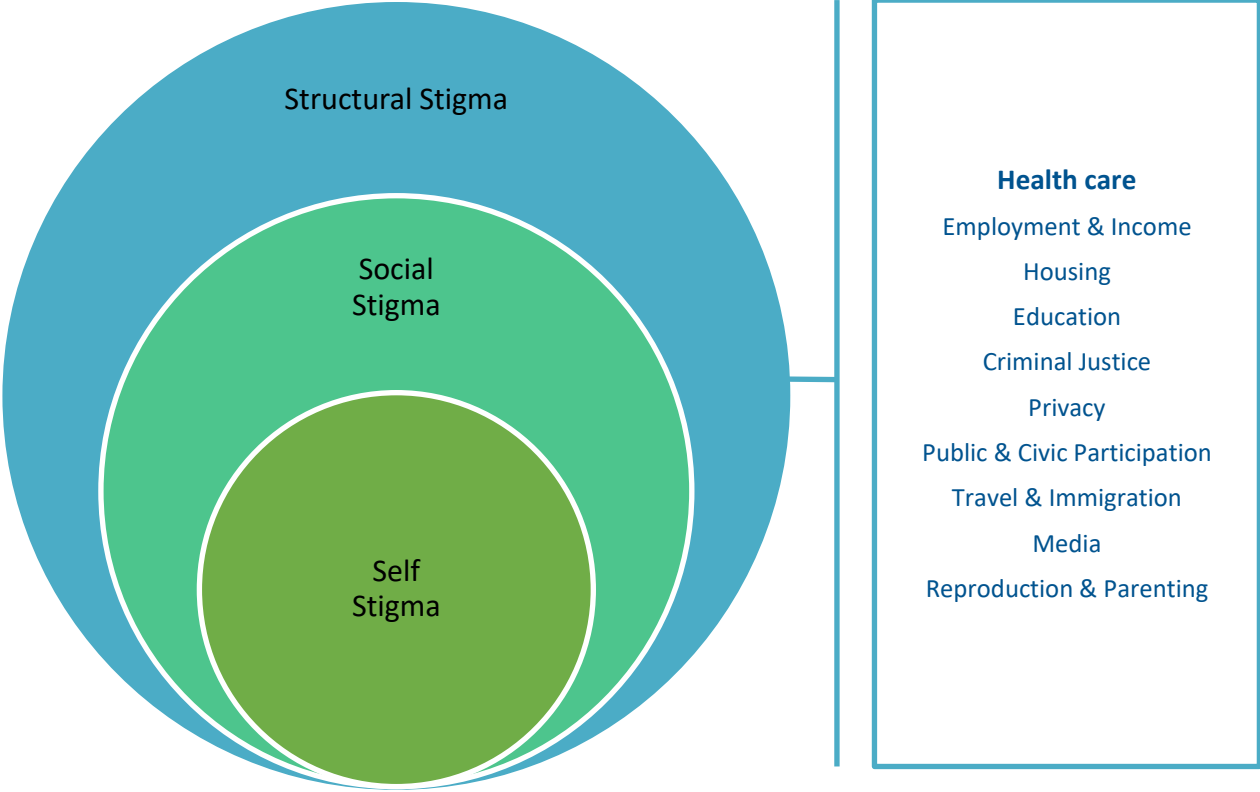 Structural Stigma
Social
Stigma
Self
Stigma
Health care
Employment & Income
Housing
Education
Criminal Justice
Privacy
Public & Civic Participation
Travel & Immigration
Media
Reproduction & Parenting